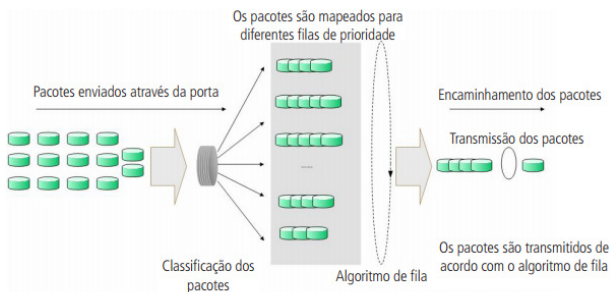 Os pacotes são mapeados para
diferentes filas de prioridade
Pacotes enviados através da porta
Encaminhamento dos pacotes
Transmissão dos pacotes
Classificação dos
pacotes
Algoritmo de fila
Os pacotes são transmitidos de
acordo com o algoritmo de fila